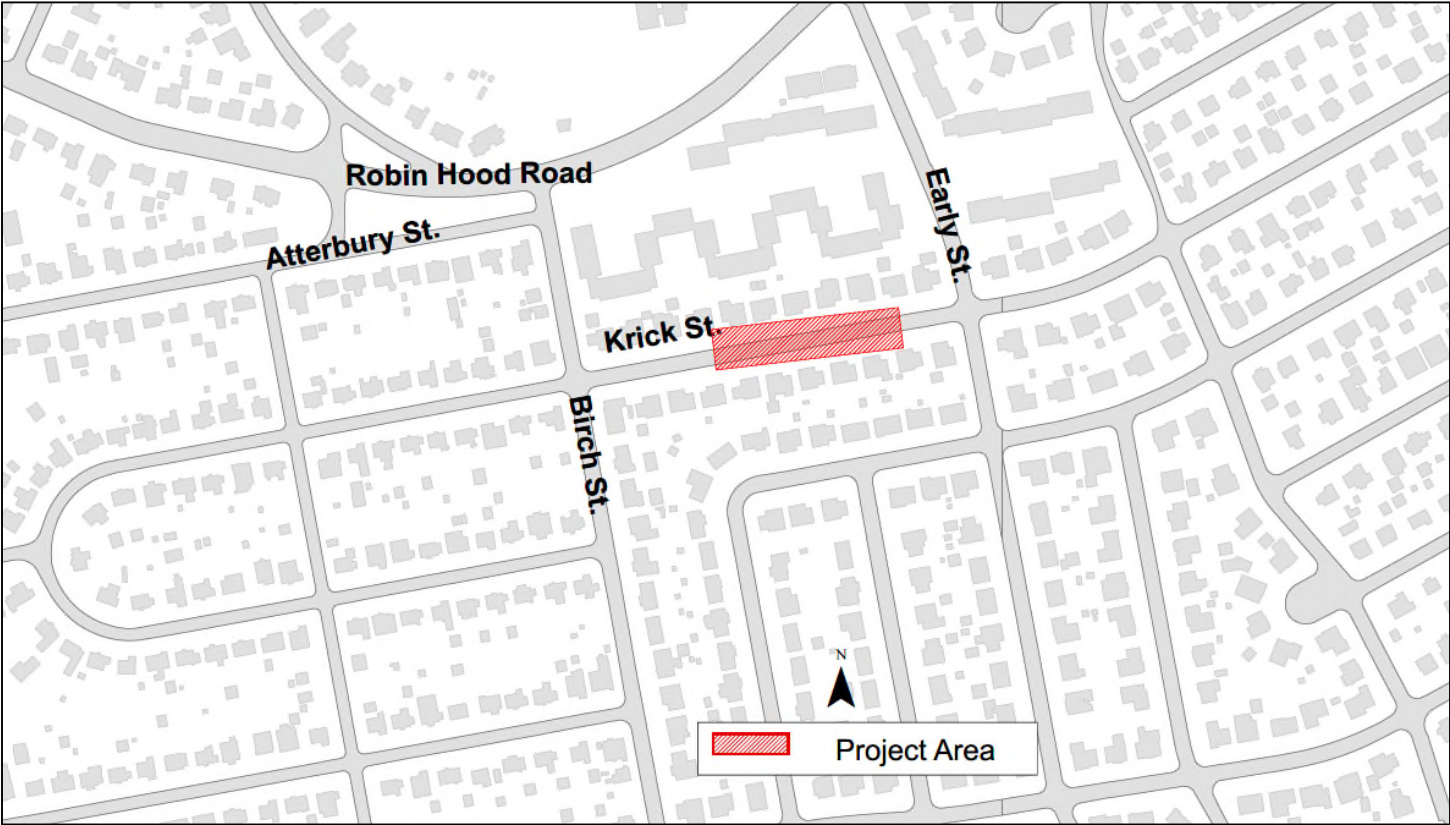 Robin Hood Road
Atterbury St.
Early St.
Krick St.
Birch St.
N
Project Area